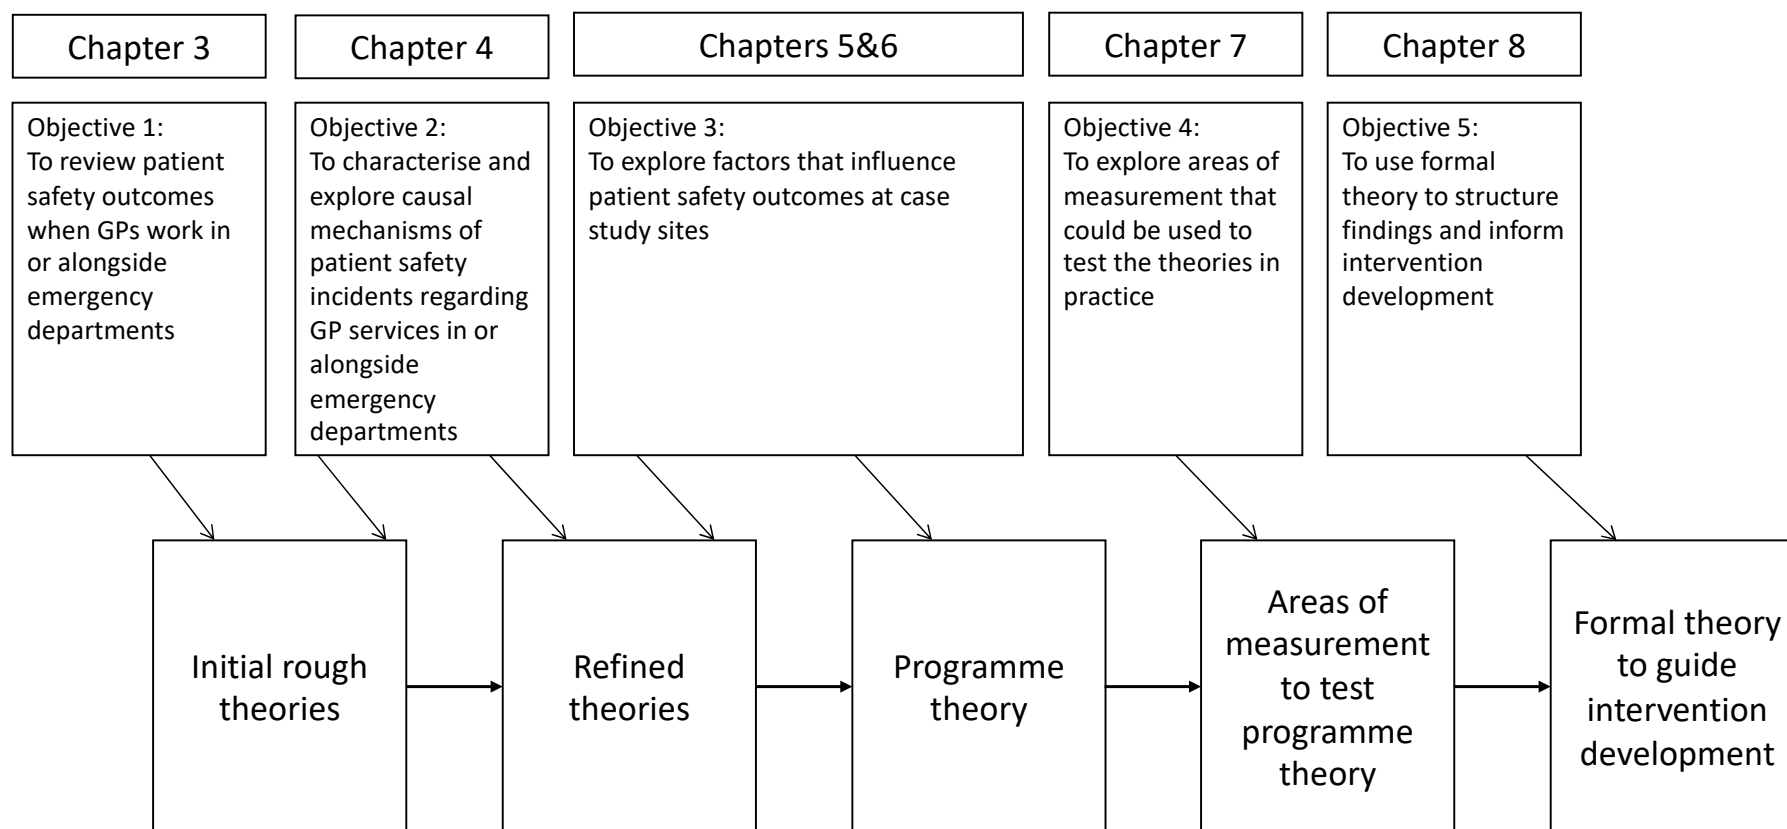 Chapter 3
Chapter 4
Chapters 5&6
Chapter 7
Chapter 8
Objective 1:
To review patient
safety outcomes
when GPs work in
or alongside
emergency
departments
Objective 2:
To characterise and
explore causal
mechanisms of
patient safety
incidents regarding
GP services in or
alongside
emergency
departments
Objective 3:
To explore factors that influence
patient safety outcomes at case
study sites
Objective 4:
To explore areas of
measurement that
could be used to
test the theories in
practice
Objective 5:
To use formal
theory to structure
findings and inform
intervention
development
Initial rough
theories
Refined
theories
Programme
theory
Areas of
measurement
to test
programme
theory
Formal theory
to guide
intervention
development